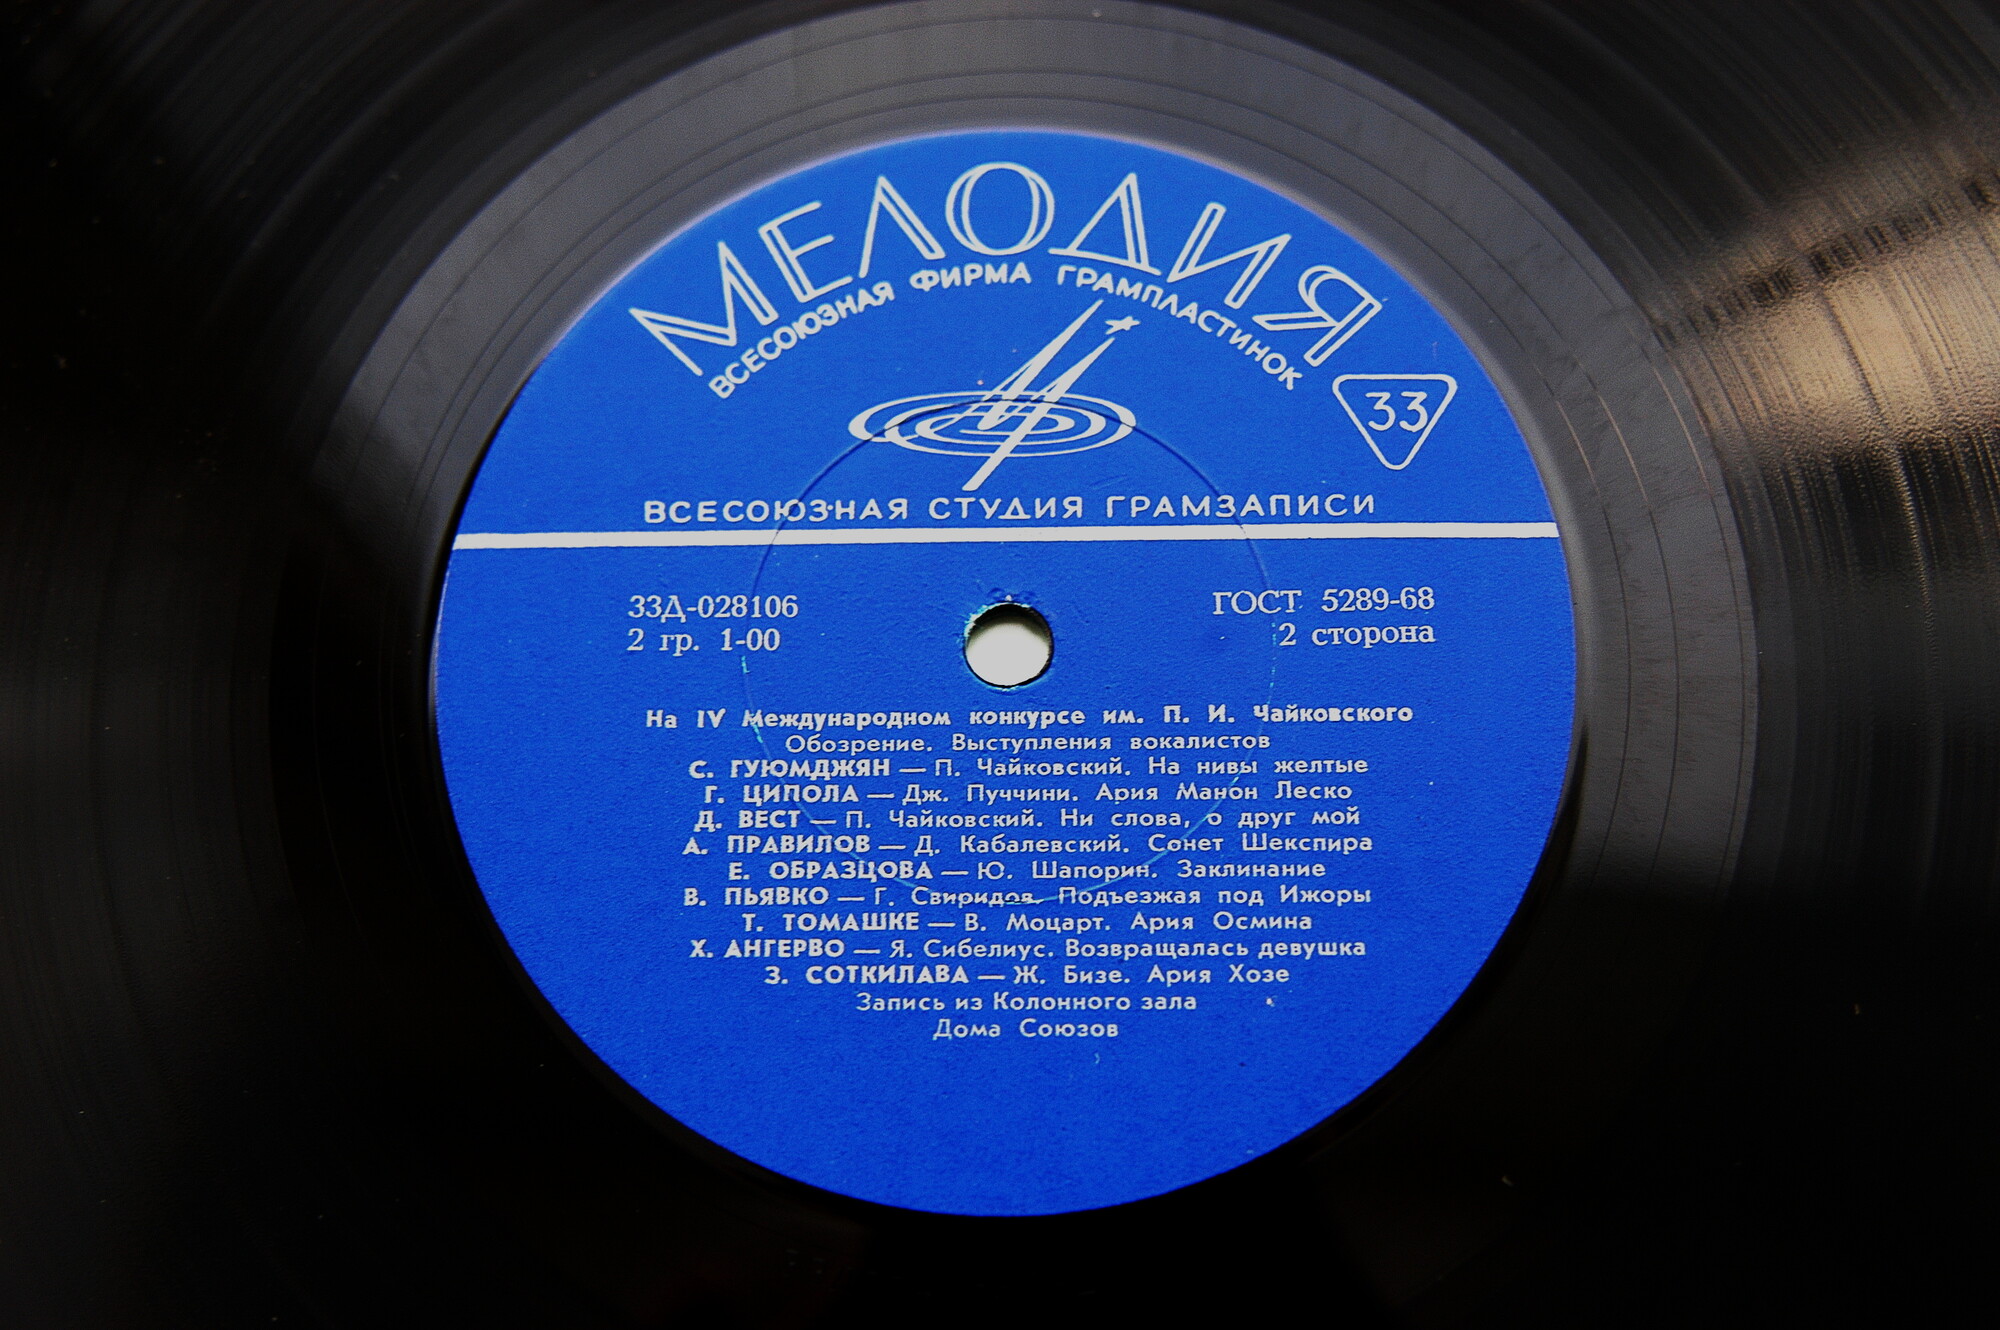 МЕЛОДИЯ
ВСЕСОЮЗНАЯ ФИРМА ГРАМПЛАСТИНОК
33
ВСЕСОЮЗНАЯ СТУДИЯ ГРАМЗАПИСИ
33Д-028106
2 гр. 1-00
ГОСТ 5289-68
2 сторона
На IV Международном конкурсе им. П. И. Чайковского
Обозрение. Выступления вокалистов
С. ГУЮМДЖЯН — П. Чайковский. На нивы желтые
Г. ЦИПОЛА — Дж. Пуччини. Ария Манон Леско
Д. ВЕСТ — П. Чайковский. Ни слова, о друг мой
А. ПРАВИЛОВ — Д. Кабалевский. Сонет Шекспира
Е. ОБРАЗЦОВА — Ю. Шапорин. Заклинание
В. ПЬЯВКО — Г. Свиридов. Подъезжая под Ижоры
Т. ТОМАШКЕ — В. Моцарт. Ария Осмина
Х. АНГЕРВО — Я. Сибелиус. Возвращалась девушка
З. СОТКИЛАВА — Ж. Бизе. Ария Хозе
Запись из Колонного зала
Дома Союзов